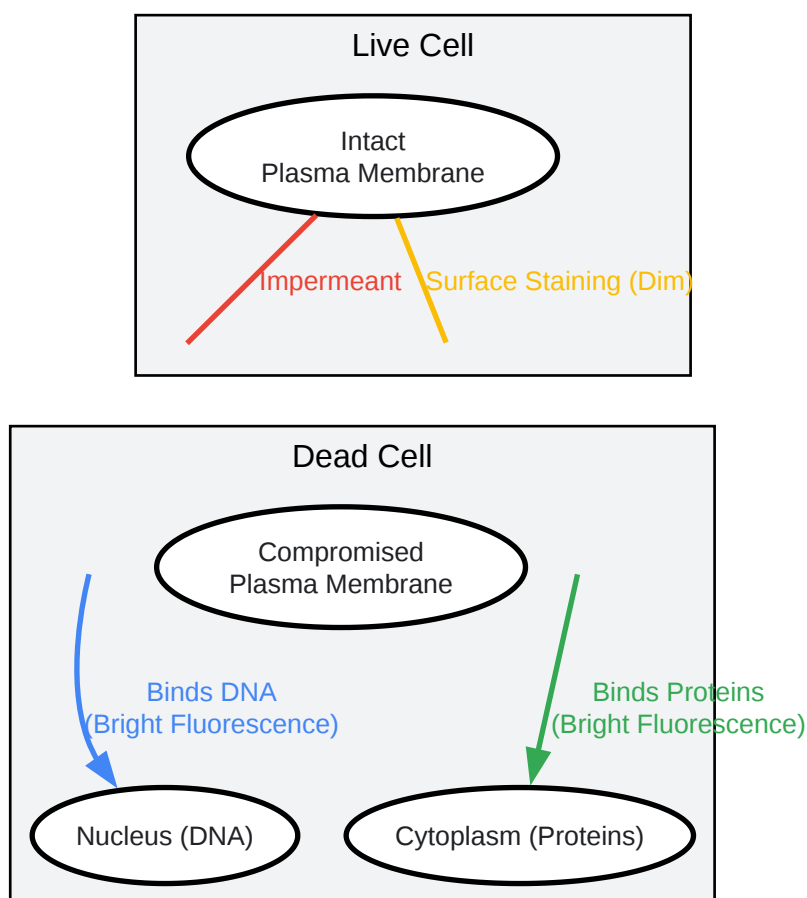 Live Cell
Intact
Plasma Membrane
Impermeant
Surface Staining (Dim)
Dead Cell
Compromised
Plasma Membrane
Binds DNA
(Bright Fluorescence)
Binds Proteins
(Bright Fluorescence)
Nucleus (DNA)
Cytoplasm (Proteins)